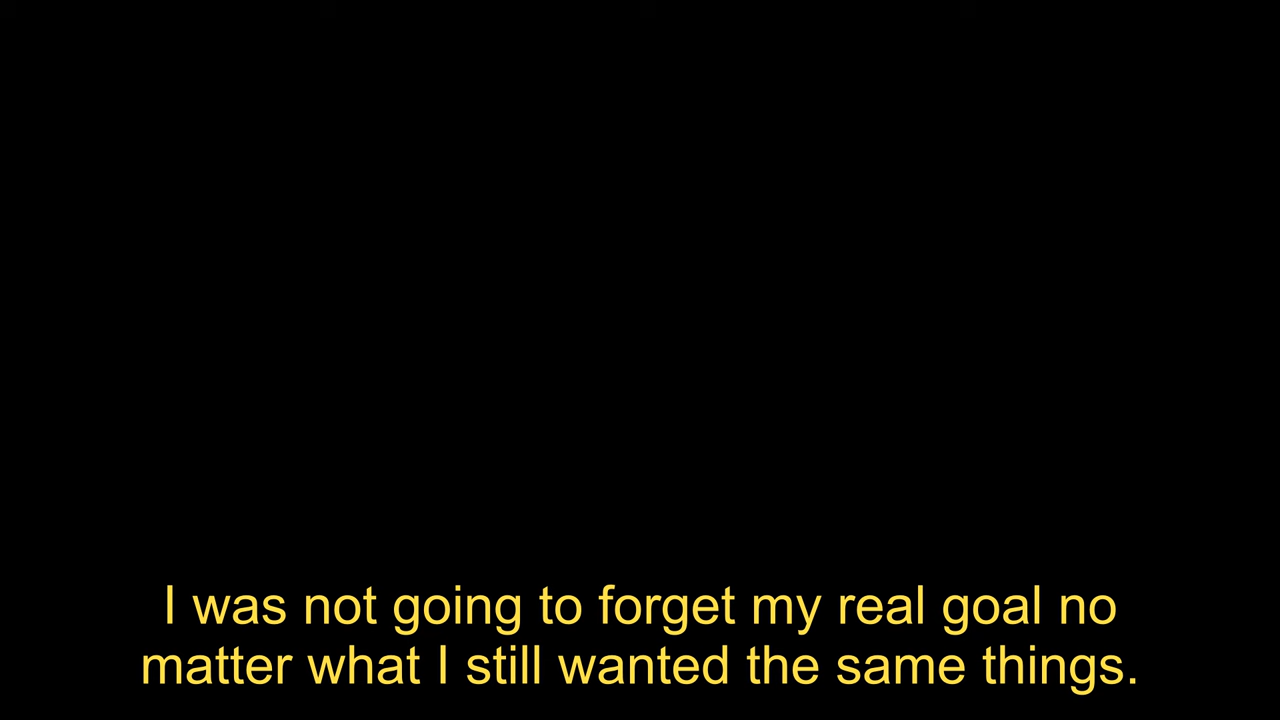 I was not going to forget my real goal no
matter what I still wanted the same things.